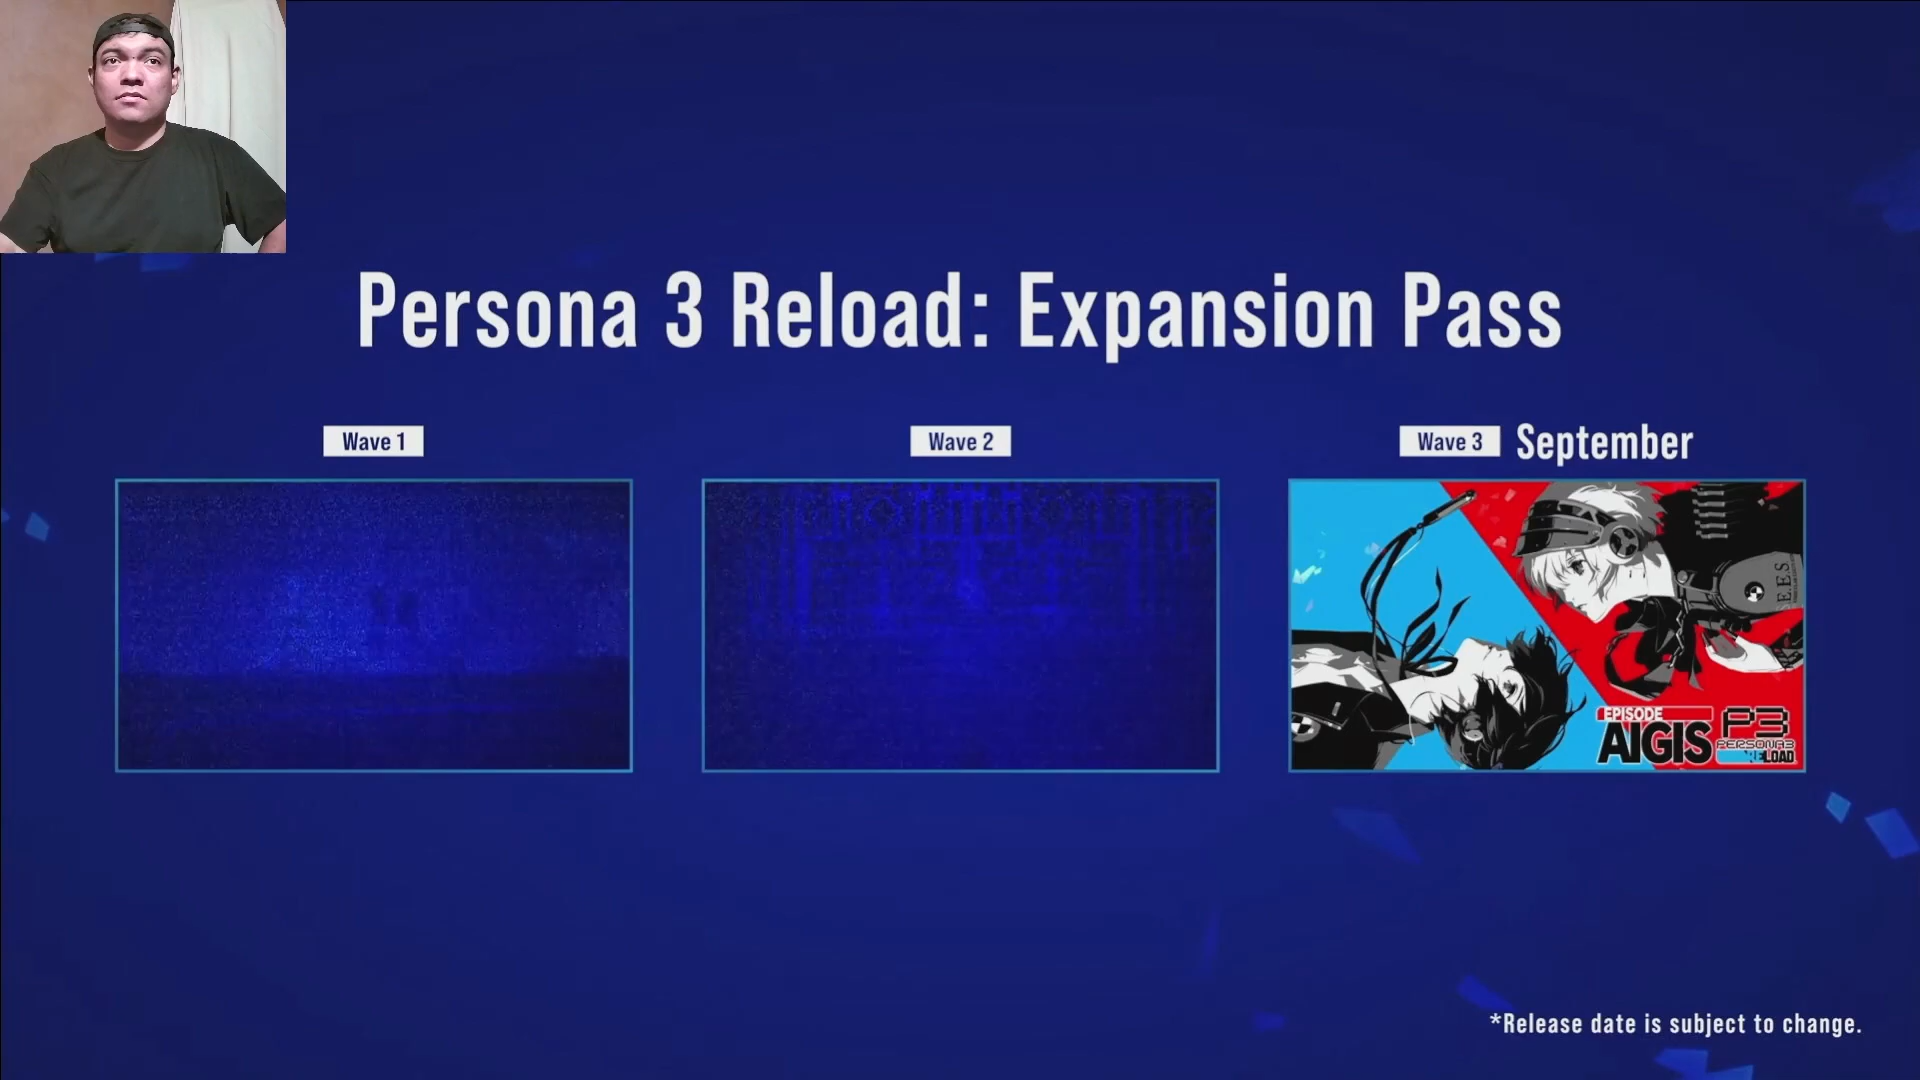 Persona 3 Reload: Expansion Pass
Wave 1
Wave 2
Wave 3 September
S.E.E.S
EPISODE
AIGIS
P3
PERSONA3
RELOAD
*Release date is subject to change.